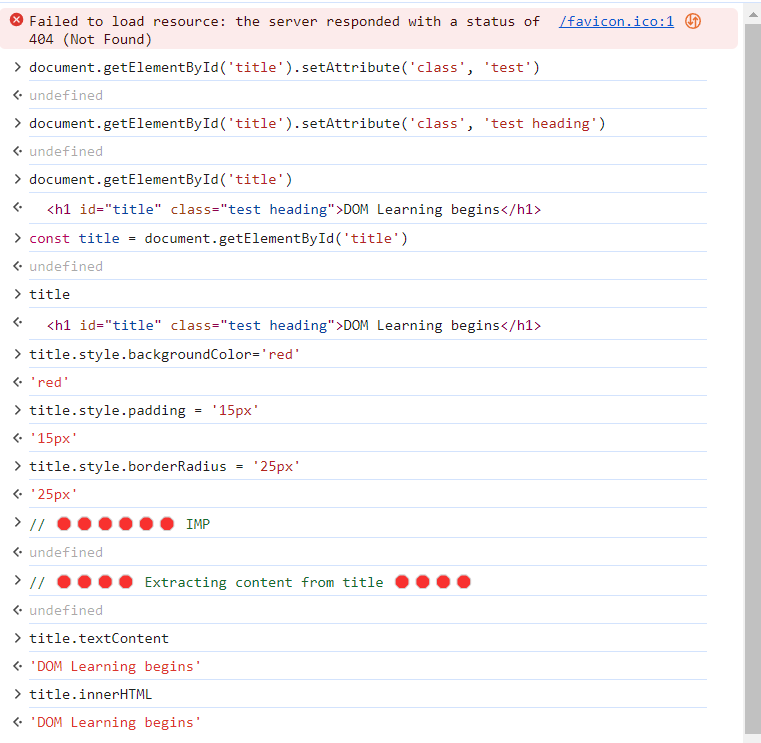 Failed to load resource: the server responded with a status of /favicon.ico:1
404 (Not Found)
> document.getElementById('title').setAttribute('class', 'test')
undefined
> document.getElementById('title').setAttribute('class', 'test heading')
undefined
> document.getElementById('title')
<h1 id="title" class="test heading">DOM Learning begins</h1>
> const title = document.getElementById('title')
undefined
> title
<h1 id="title" class="test heading">DOM Learning begins</h1>
> title.style.backgroundColor='red'
'red'
> title.style.padding = '15px'
'15px'
> title.style.borderRadius = '25px'
'25px'
> // 🔴🔴🔴🔴🔴🔴 IMP
undefined
> // 🔴🔴🔴🔴 Extracting content from title 🔴🔴🔴🔴
undefined
> title.textContent
'DOM Learning begins'
> title.innerHTML
'DOM Learning begins'